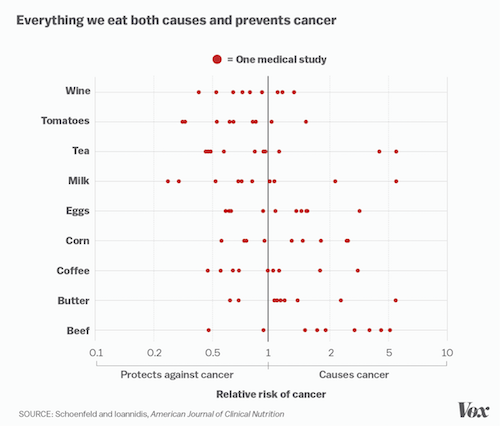 Everything we eat both causes and prevents cancer
= One medical study
Wine
Tomatoes
Tea
Milk
Eggs
Corn
Coffee
Butter
Beef
0.1 0.2 0.5 1 2 5 10
Protects against cancer Causes cancer
Relative risk of cancer
SOURCE: Schoenfeld and Ioannidis, American Journal of Clinical Nutrition
Vox